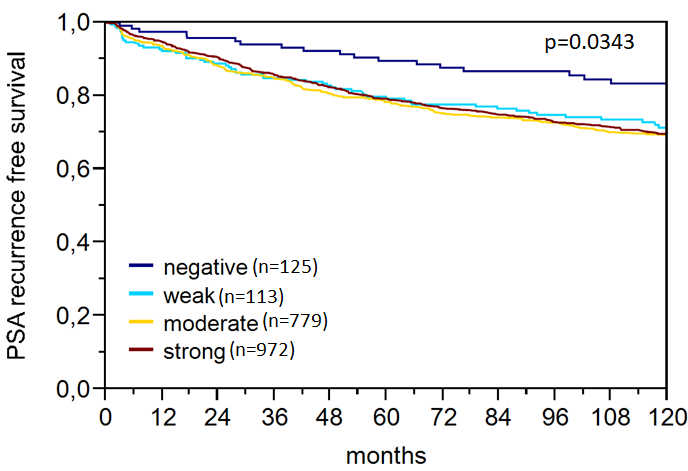 PSA recurrence free survival
1,0
0,8
0,6
0,4
0,2
0,0
p=0.0343
negative (n=125)
weak (n=113)
moderate (n=779)
strong (n=972)
0 12 24 36 48 60 72 84 96 108 120
months